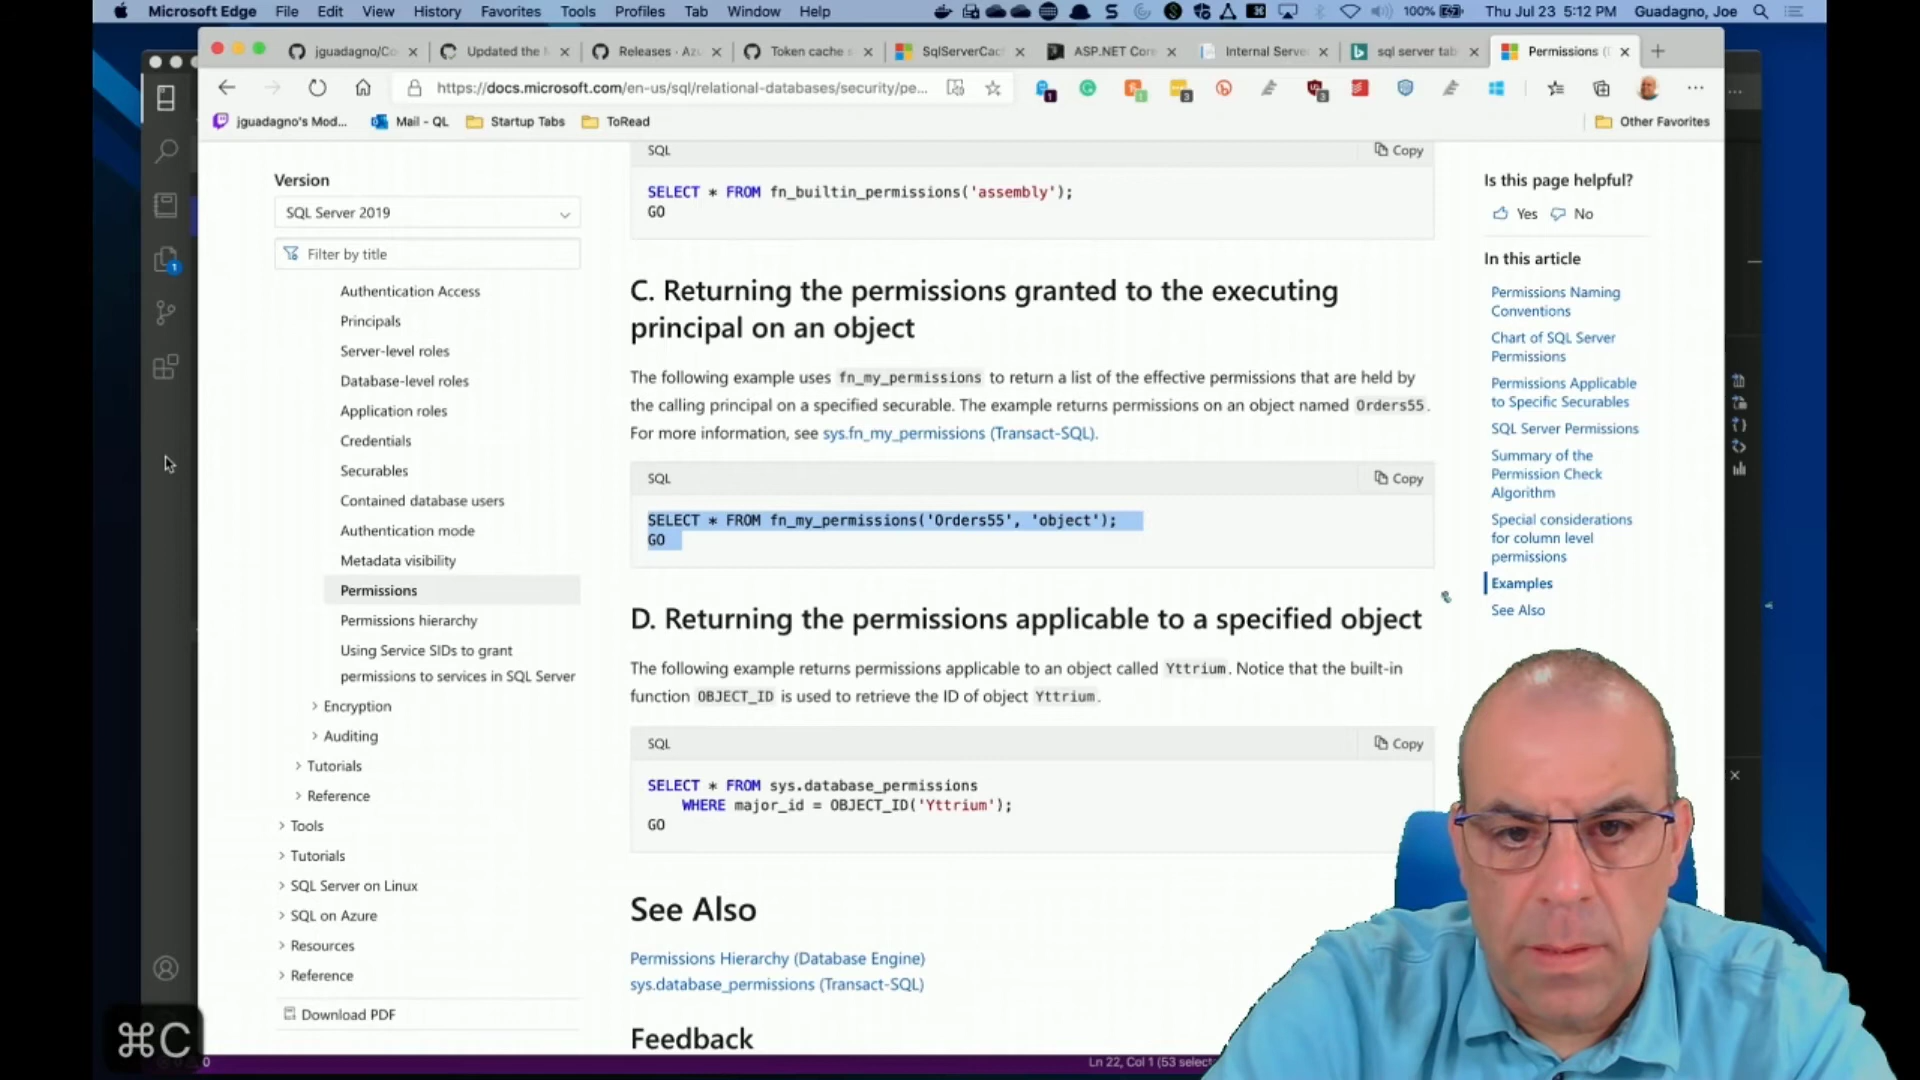 Microsoft Edge File Edit View History Favorites Tools Profiles Tab Window Help 100% Thu Jul 23 5:12 PM Guadagno, Joe
jguadagno/Co Updated the Releases · Az Token cache SqlServerCac ASP.NET Core Internal Serve sql server tab Permissions (
https://docs.microsoft.com/en-us/sql/relational-databases/security/pe...
jguadagno's Mod... Mail - QL Startup Tabs ToRead Other Favorites
Version
SQL Server 2019
Filter by title
Authentication Access
Principals
Server-level roles
Database-level roles
Application roles
Credentials
Securables
Contained database users
Authentication mode
Metadata visibility
Permissions
Permissions hierarchy
Using Service SIDs to grant
permissions to services in SQL Server
Encryption
Auditing
Tutorials
Reference
Tools
Tutorials
SQL Server on Linux
SQL on Azure
Resources
Reference
Download PDF
SQL Copy
SELECT * FROM fn_builtin_permissions('assembly');
GO
C. Returning the permissions granted to the executing
principal on an object
The following example uses fn_my_permissions to return a list of the effective permissions that are held by
the calling principal on a specified securable. The example returns permissions on an object named Orders55.
For more information, see sys.fn_my_permissions (Transact-SQL).
SQL Copy
SELECT * FROM fn_my_permissions('Orders55', 'object');
GO
D. Returning the permissions applicable to a specified object
The following example returns permissions applicable to an object called Yttrium. Notice that the built-in
function OBJECT_ID is used to retrieve the ID of object Yttrium.
SQL Copy
SELECT * FROM sys.database_permissions
WHERE major_id = OBJECT_ID('Yttrium');
GO
See Also
Permissions Hierarchy (Database Engine)
sys.database_permissions (Transact-SQL)
Feedback
Is this page helpful?
Yes No
In this article
Permissions Naming
Conventions
Chart of SQL Server
Permissions
Permissions Applicable
to Specific Securables
SQL Server Permissions
Summary of the
Permission Check
Algorithm
Special considerations
for column level
permissions
Examples
See Also
⌘C
0 Ln 22, Col 1 (53 select